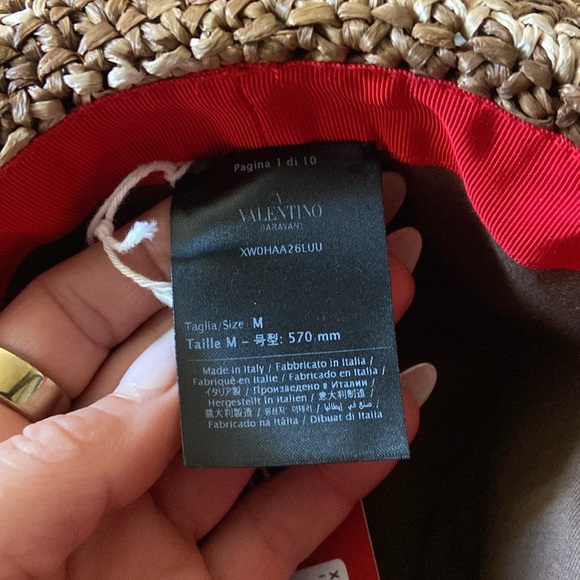 Pagina 1 di 10
V
VALENTINO
GARAVANI
XW0HAA26LUU
Taglia/Size M
Taille M - 号型: 570 mm
Made in Italy / Fabbricato in Italia /
Fabriqué en Italie / Fabricado en Italia /
イタリア製 / Произведено в Италии /
Hergestellt in Italien / 意大利制造 /
義大利製造 / 원산지: 이태리 / صنع في إيطاليا /
Fabricado na Itália / Dibuat di Italia
X